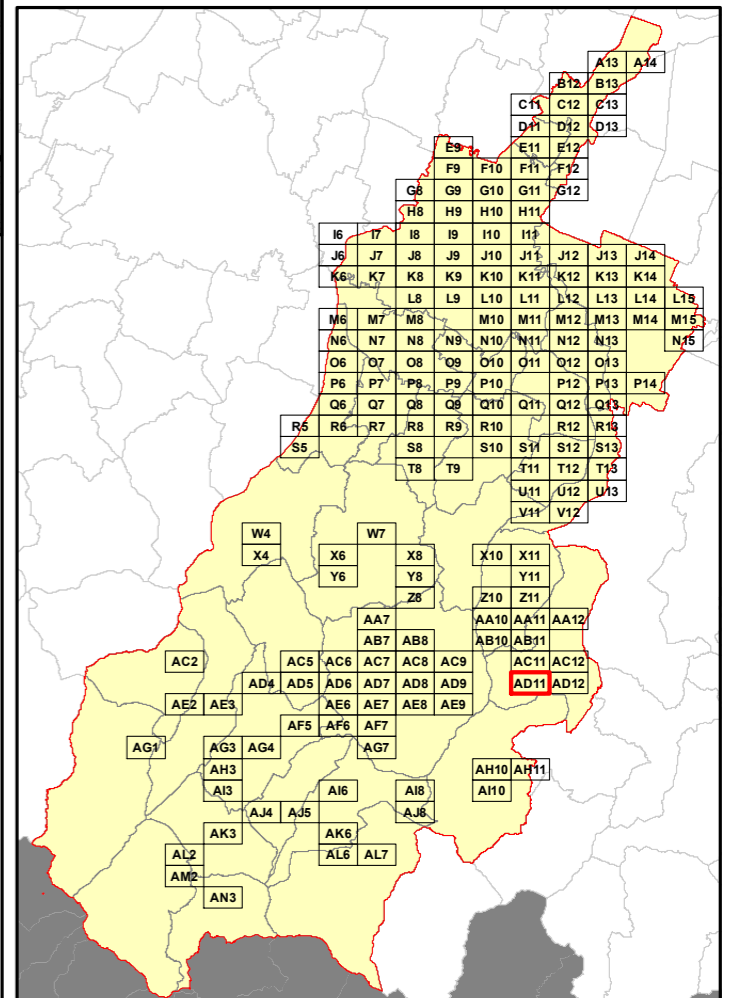 A13 A14
B12 B13
C11 C12 C13
D11 D12 D13
E9 E11 E12
F9 F10 F11 F12
G8 G9 G10 G11 G12
H8 H9 H10 H11
I6 I7 I8 I9 I10 I11
J6 J7 J8 J9 J10 J11 J12 J13 J14
K6 K7 K8 K9 K10 K11 K12 K13 K14
L8 L9 L10 L11 L12 L13 L14 L15
M6 M7 M8 M10 M11 M12 M13 M14 M15
N6 N7 N8 N9 N10 N11 N12 N13 N15
O6 O7 O8 O9 O10 O11 O12 O13
P6 P7 P8 P9 P10 P12 P13 P14
Q6 Q7 Q8 Q9 Q10 Q11 Q12 Q13
R5 R6 R7 R8 R9 R10 R12 R13
S5 S8 S10 S11 S12 S13
T8 T9 T11 T12 T13
U11 U12 U13
V11 V12
W4 W7
X4 X6 X8 X10 X11
Y6 Y8 Y11
Z8 Z10 Z11
AA7 AA10 AA11 AA12
AB7 AB8 AB10 AB11
AC2 AC5 AC6 AC7 AC8 AC9 AC11 AC12
AD4 AD5 AD6 AD7 AD8 AD9 AD11 AD12
AE2 AE3 AE6 AE7 AE8 AE9
AF5 AF6 AF7
AG1 AG3 AG4 AG7
AH3 AH10 AH11
AI3 AI6 AI8 AI10
AJ4 AJ5 AJ8
AK3 AK6
AL2 AL6 AL7
AM2
AN3